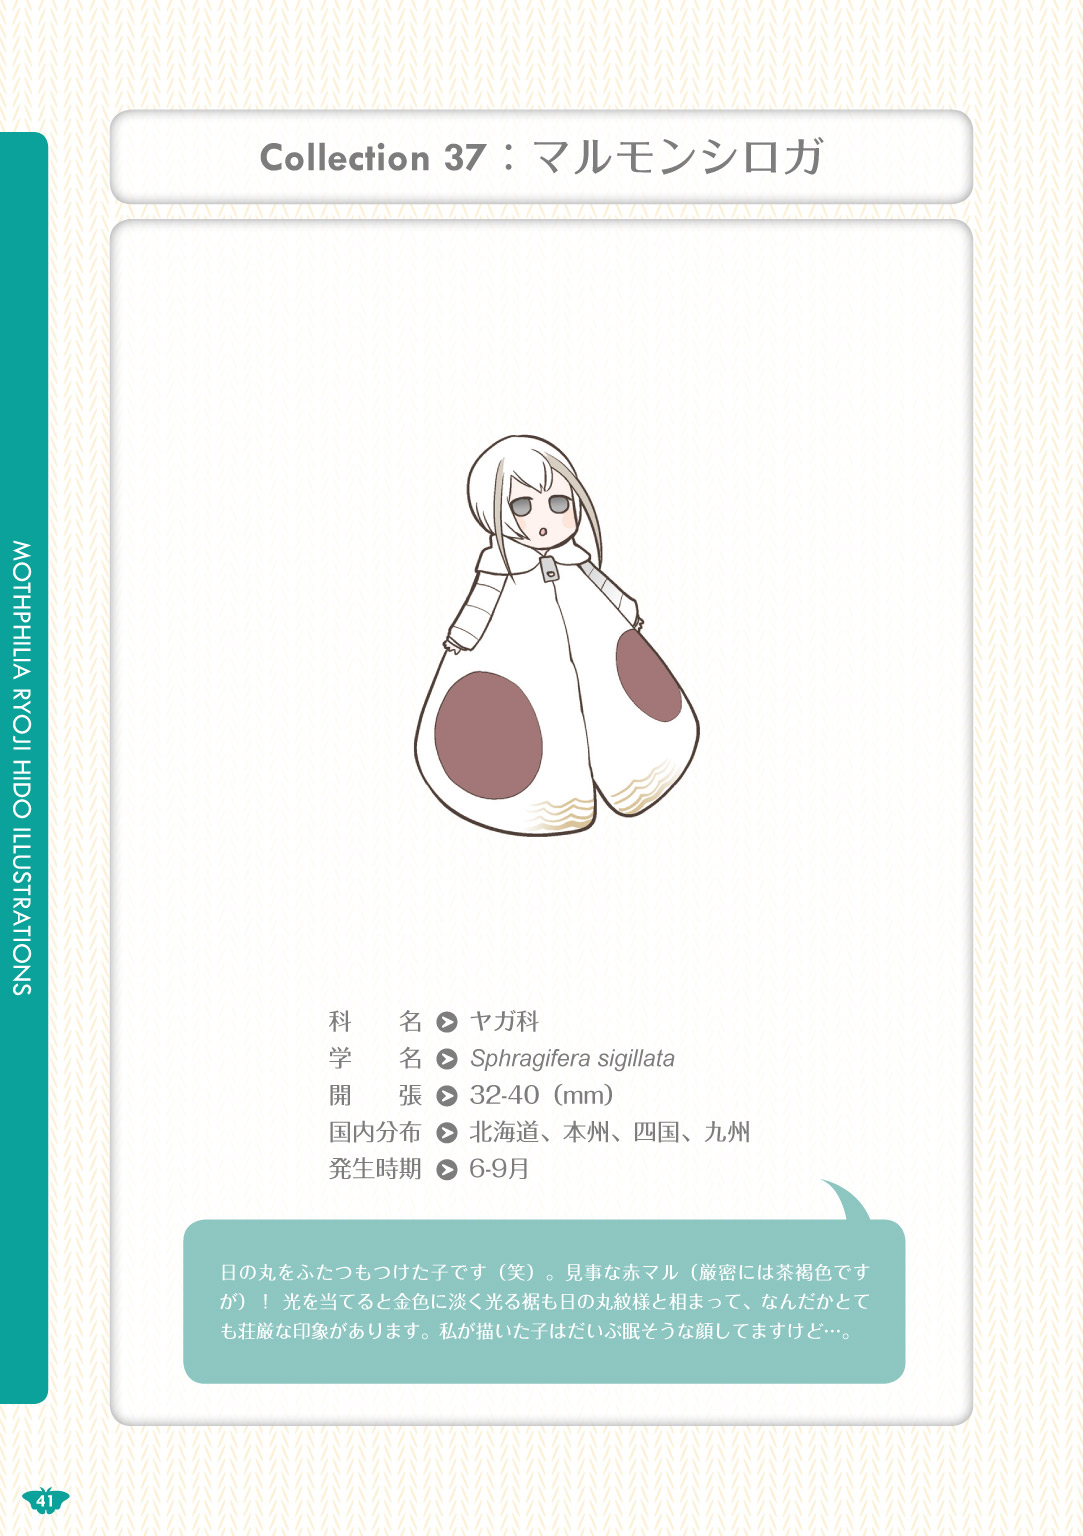 Collection 37：マルモンシロガ
MOTHPHILIA RYOJI HIDO ILLUSTRATIONS
科　　名 ヤガ科
学　　名 Sphragifera sigillata
開　　張 32-40（mm）
国内分布 北海道、本州、四国、九州
発生時期 6-9月
日の丸をふたつもつけた子です（笑）。見事な赤マル（厳密には茶褐色です
が）！ 光を当てると金色に淡く光る裾も日の丸紋様と相まって、なんだかとて
も荘厳な印象があります。私が描いた子はだいぶ眠そうな顔してますけど…。
41